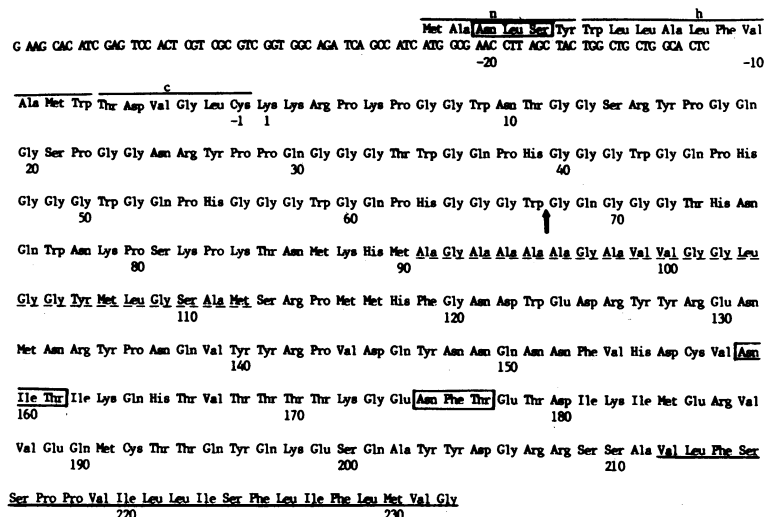 n h
Met Ala Asn Leu Ser Tyr Trp Leu Leu Ala Leu Phe Val
G AAG CAC ATC GAG TCC ACT CGT CGC GTC GGT GGC AGA TCA GCC ATC ATG GCG AAC CTT AGC TAC TGG CTG CTG GCA CTC
-20 -10
c
Ala Met Trp Thr Asp Val Gly Leu Cys Lys Lys Arg Pro Lys Pro Gly Gly Trp Asn Thr Gly Gly Ser Arg Tyr Pro Gly Gln
-1 1 10
Gly Ser Pro Gly Gly Asn Arg Tyr Pro Pro Gln Gly Gly Gly Thr Trp Gly Gln Pro His Gly Gly Gly Trp Gly Gln Pro His
20 30 40
Gly Gly Gly Trp Gly Gln Pro His Gly Gly Gly Trp Gly Gln Pro His Gly Gly Gly Trp Gly Gln Gly Gly Gly Thr His Asn
50 60 70
Gln Trp Asn Lys Pro Ser Lys Pro Lys Thr Asn Met Lys His Met Ala Gly Ala Ala Ala Ala Gly Ala Val Val Gly Gly Leu
80 90 100
Gly Gly Tyr Met Leu Gly Ser Ala Met Ser Arg Pro Met Met His Phe Gly Asn Asp Trp Glu Asp Arg Tyr Tyr Arg Glu Asn
110 120 130
Met Asn Arg Tyr Pro Asn Gln Val Tyr Tyr Arg Pro Val Asp Gln Tyr Asn Asn Gln Asn Asn Phe Val His Asp Cys Val Asn
140 150
Ile Thr Ile Lys Gln His Thr Val Thr Thr Thr Thr Lys Gly Glu Asn Phe Thr Glu Thr Asp Ile Lys Ile Met Glu Arg Val
160 170 180
Val Glu Gln Met Cys Thr Thr Gln Tyr Gln Lys Glu Ser Gln Ala Tyr Tyr Asp Gly Arg Arg Ser Ser Ala Val Leu Phe Ser
190 200 210
Ser Pro Pro Val Ile Leu Leu Ile Ser Phe Leu Ile Phe Leu Met Val Gly
220 230